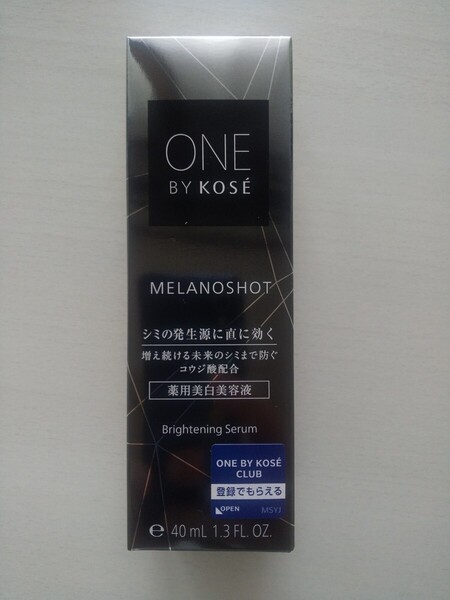 ONE
BY KOSÉ
MELANOSHOT
シミの発生源に直に効く
増え続ける未来のシミまで防ぐ
コウジ酸配合
薬用美白美容液
Brightening Serum
ONE BY KOSÉ
CLUB
登録でもらえる
OPEN MSYJ
℮ 40 mL 1.3 FL. OZ.